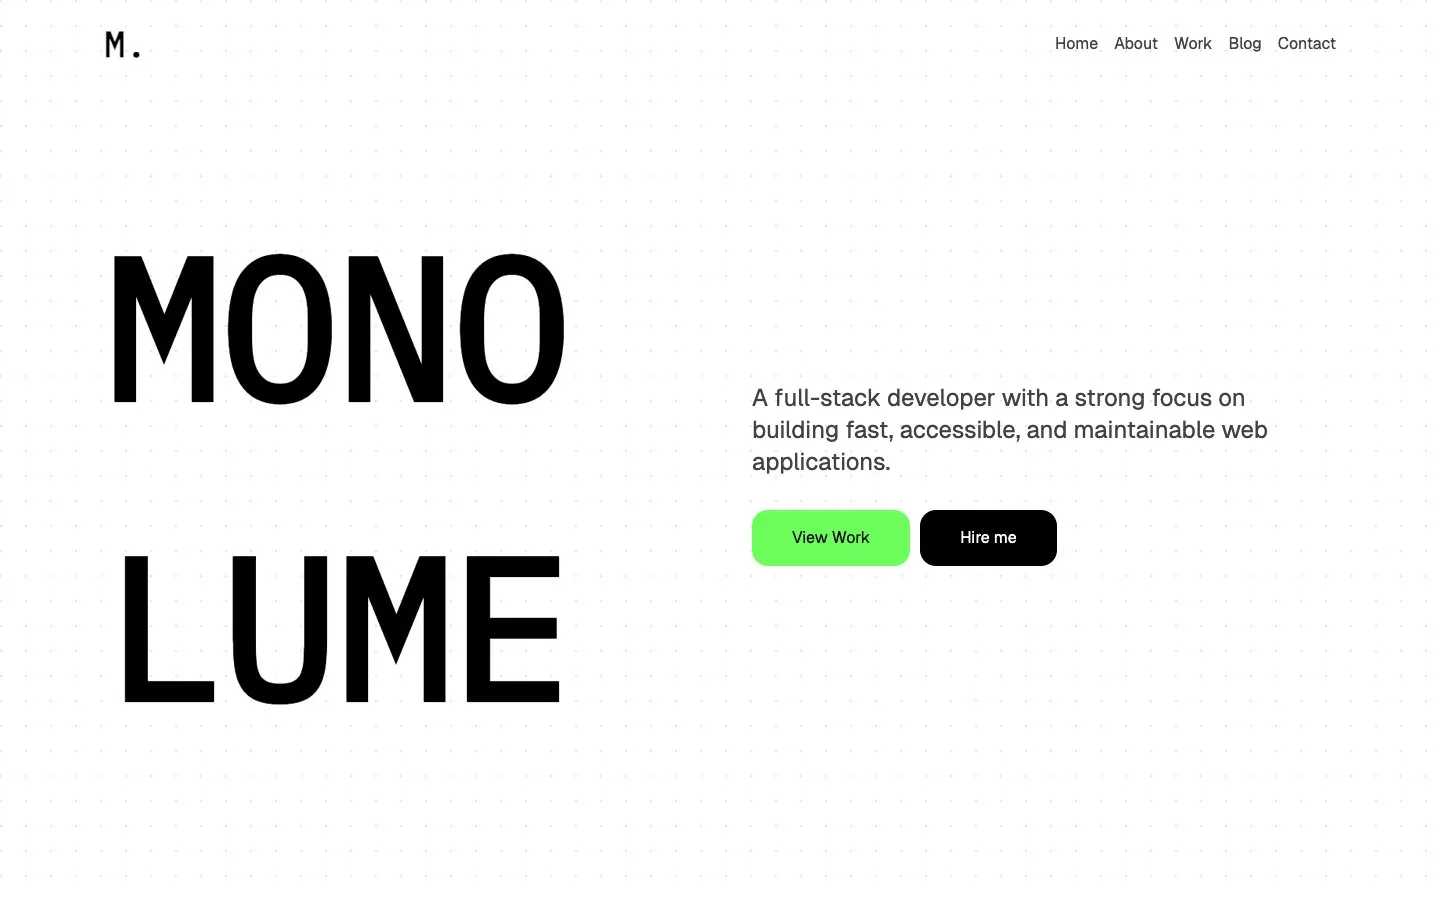 M.
Home About Work Blog Contact
MONO
LUME
A full-stack developer with a strong focus on
building fast, accessible, and maintainable web
applications.
View Work Hire me